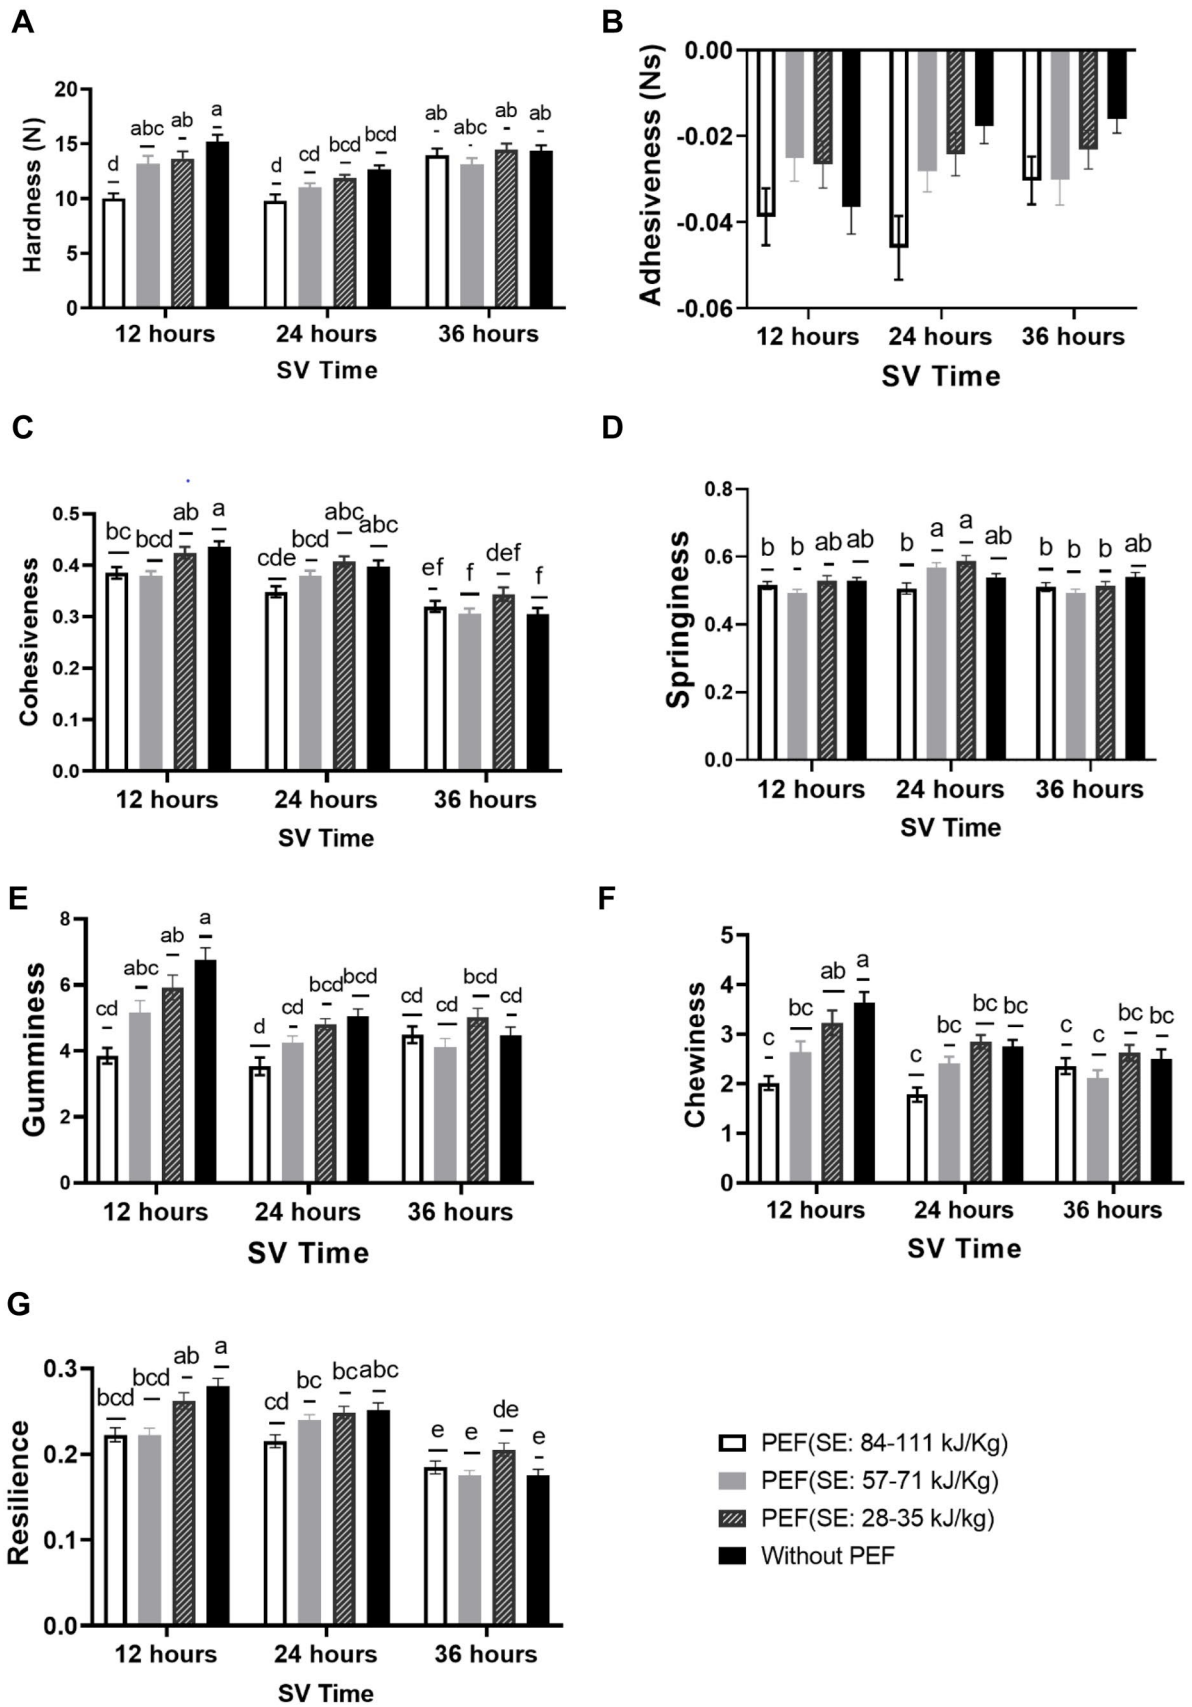 A
Hardness (N)
20
15
10
5
0
d
abc
ab
a
d
cd
bcd
bcd
ab
abc
ab
ab
12 hours
24 hours
36 hours
SV Time
B
Adhesiveness (Ns)
0.00
-0.02
-0.04
-0.06
12 hours
24 hours
36 hours
SV Time
C
Cohesiveness
0.5
0.4
0.3
0.2
0.1
0.0
bc
bcd
ab
a
cde
bcd
abc
abc
ef
f
def
f
12 hours
24 hours
36 hours
SV Time
D
Springiness
0.8
0.6
0.4
0.2
0.0
b
b
ab
ab
b
a
a
ab
b
b
b
ab
12 hours
24 hours
36 hours
SV Time
E
Gumminess
8
6
4
2
0
cd
abc
ab
a
d
cd
bcd
bcd
cd
cd
bcd
cd
12 hours
24 hours
36 hours
SV Time
F
Chewiness
5
4
3
2
1
0
c
bc
ab
a
c
bc
bc
bc
c
c
bc
bc
12 hours
24 hours
36 hours
SV Time
G
Resilience
0.3
0.2
0.1
0.0
bcd
bcd
ab
a
cd
bc
bc
abc
e
e
de
e
12 hours
24 hours
36 hours
SV Time
PEF(SE: 84-111 kJ/Kg)
PEF(SE: 57-71 kJ/Kg)
PEF(SE: 28-35 kJ/kg)
Without PEF